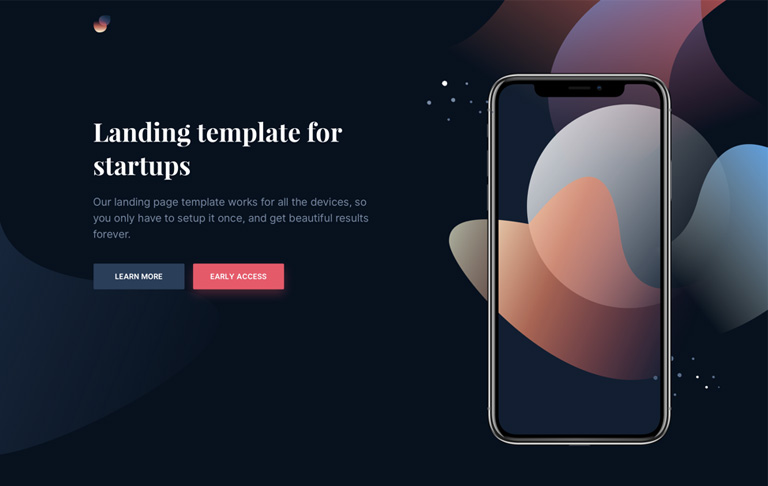 Landing template for
startups
Our landing page template works for all the devices, so
you only have to setup it once, and get beautiful results
forever.
LEARN MORE
EARLY ACCESS